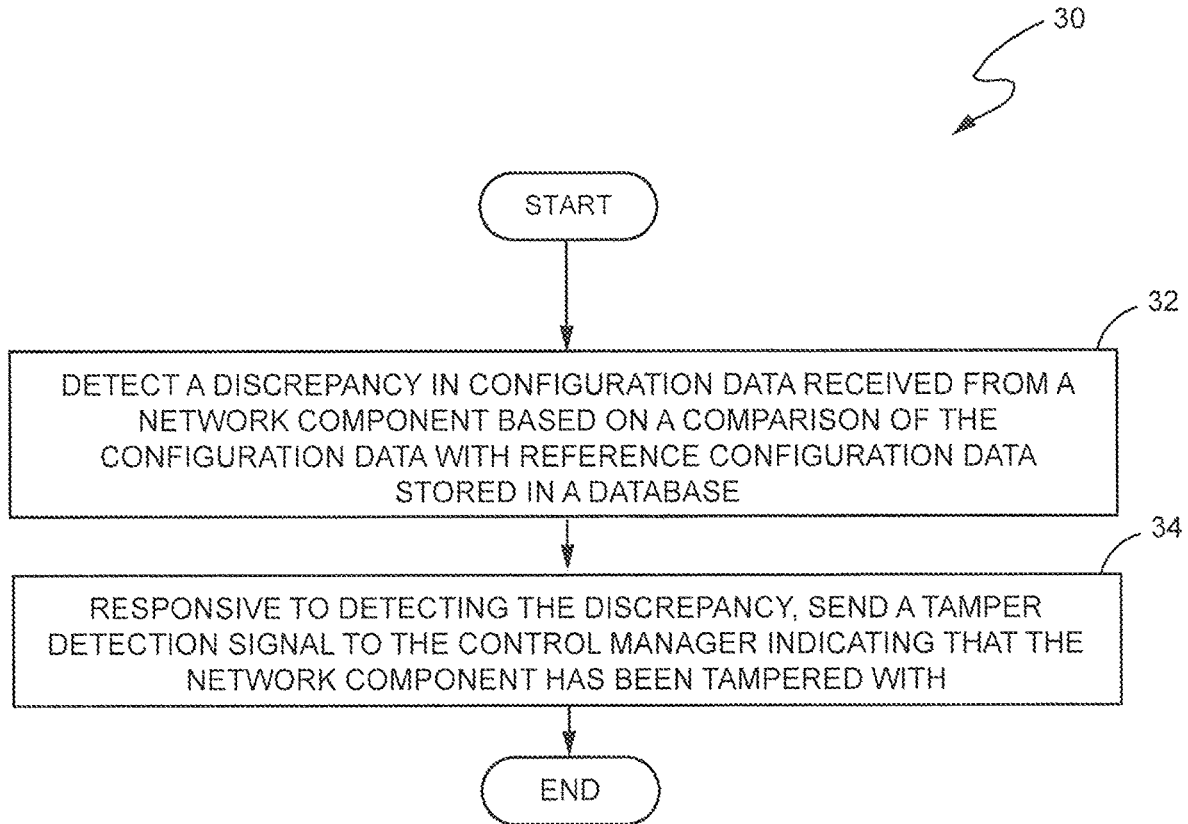 30
START
32
DETECT A DISCREPANCY IN CONFIGURATION DATA RECEIVED FROM A
NETWORK COMPONENT BASED ON A COMPARISON OF THE
CONFIGURATION DATA WITH REFERENCE CONFIGURATION DATA
STORED IN A DATABASE
34
RESPONSIVE TO DETECTING THE DISCREPANCY, SEND A TAMPER
DETECTION SIGNAL TO THE CONTROL MANAGER INDICATING THAT THE
NETWORK COMPONENT HAS BEEN TAMPERED WITH
END